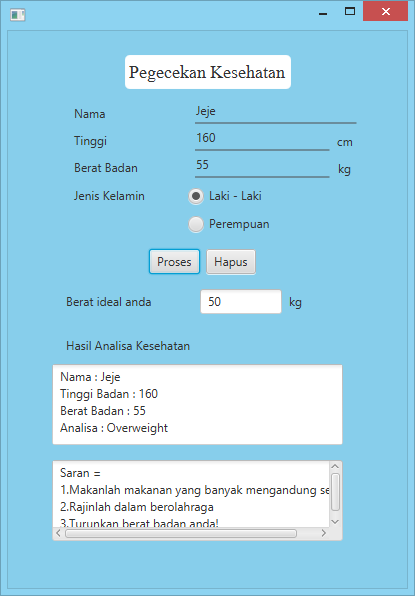 Pegecekan Kesehatan
Nama Jeje
Tinggi 160 cm
Berat Badan 55 kg
Jenis Kelamin Laki - Laki
Perempuan
Proses Hapus
Berat ideal anda 50 kg
Hasil Analisa Kesehatan
Nama : Jeje
Tinggi Badan : 160
Berat Badan : 55
Analisa : Overweight
Saran =
1.Makanlah makanan yang banyak mengandung se
2.Rajinlah dalam berolahraga
3.Turunkan berat badan anda!